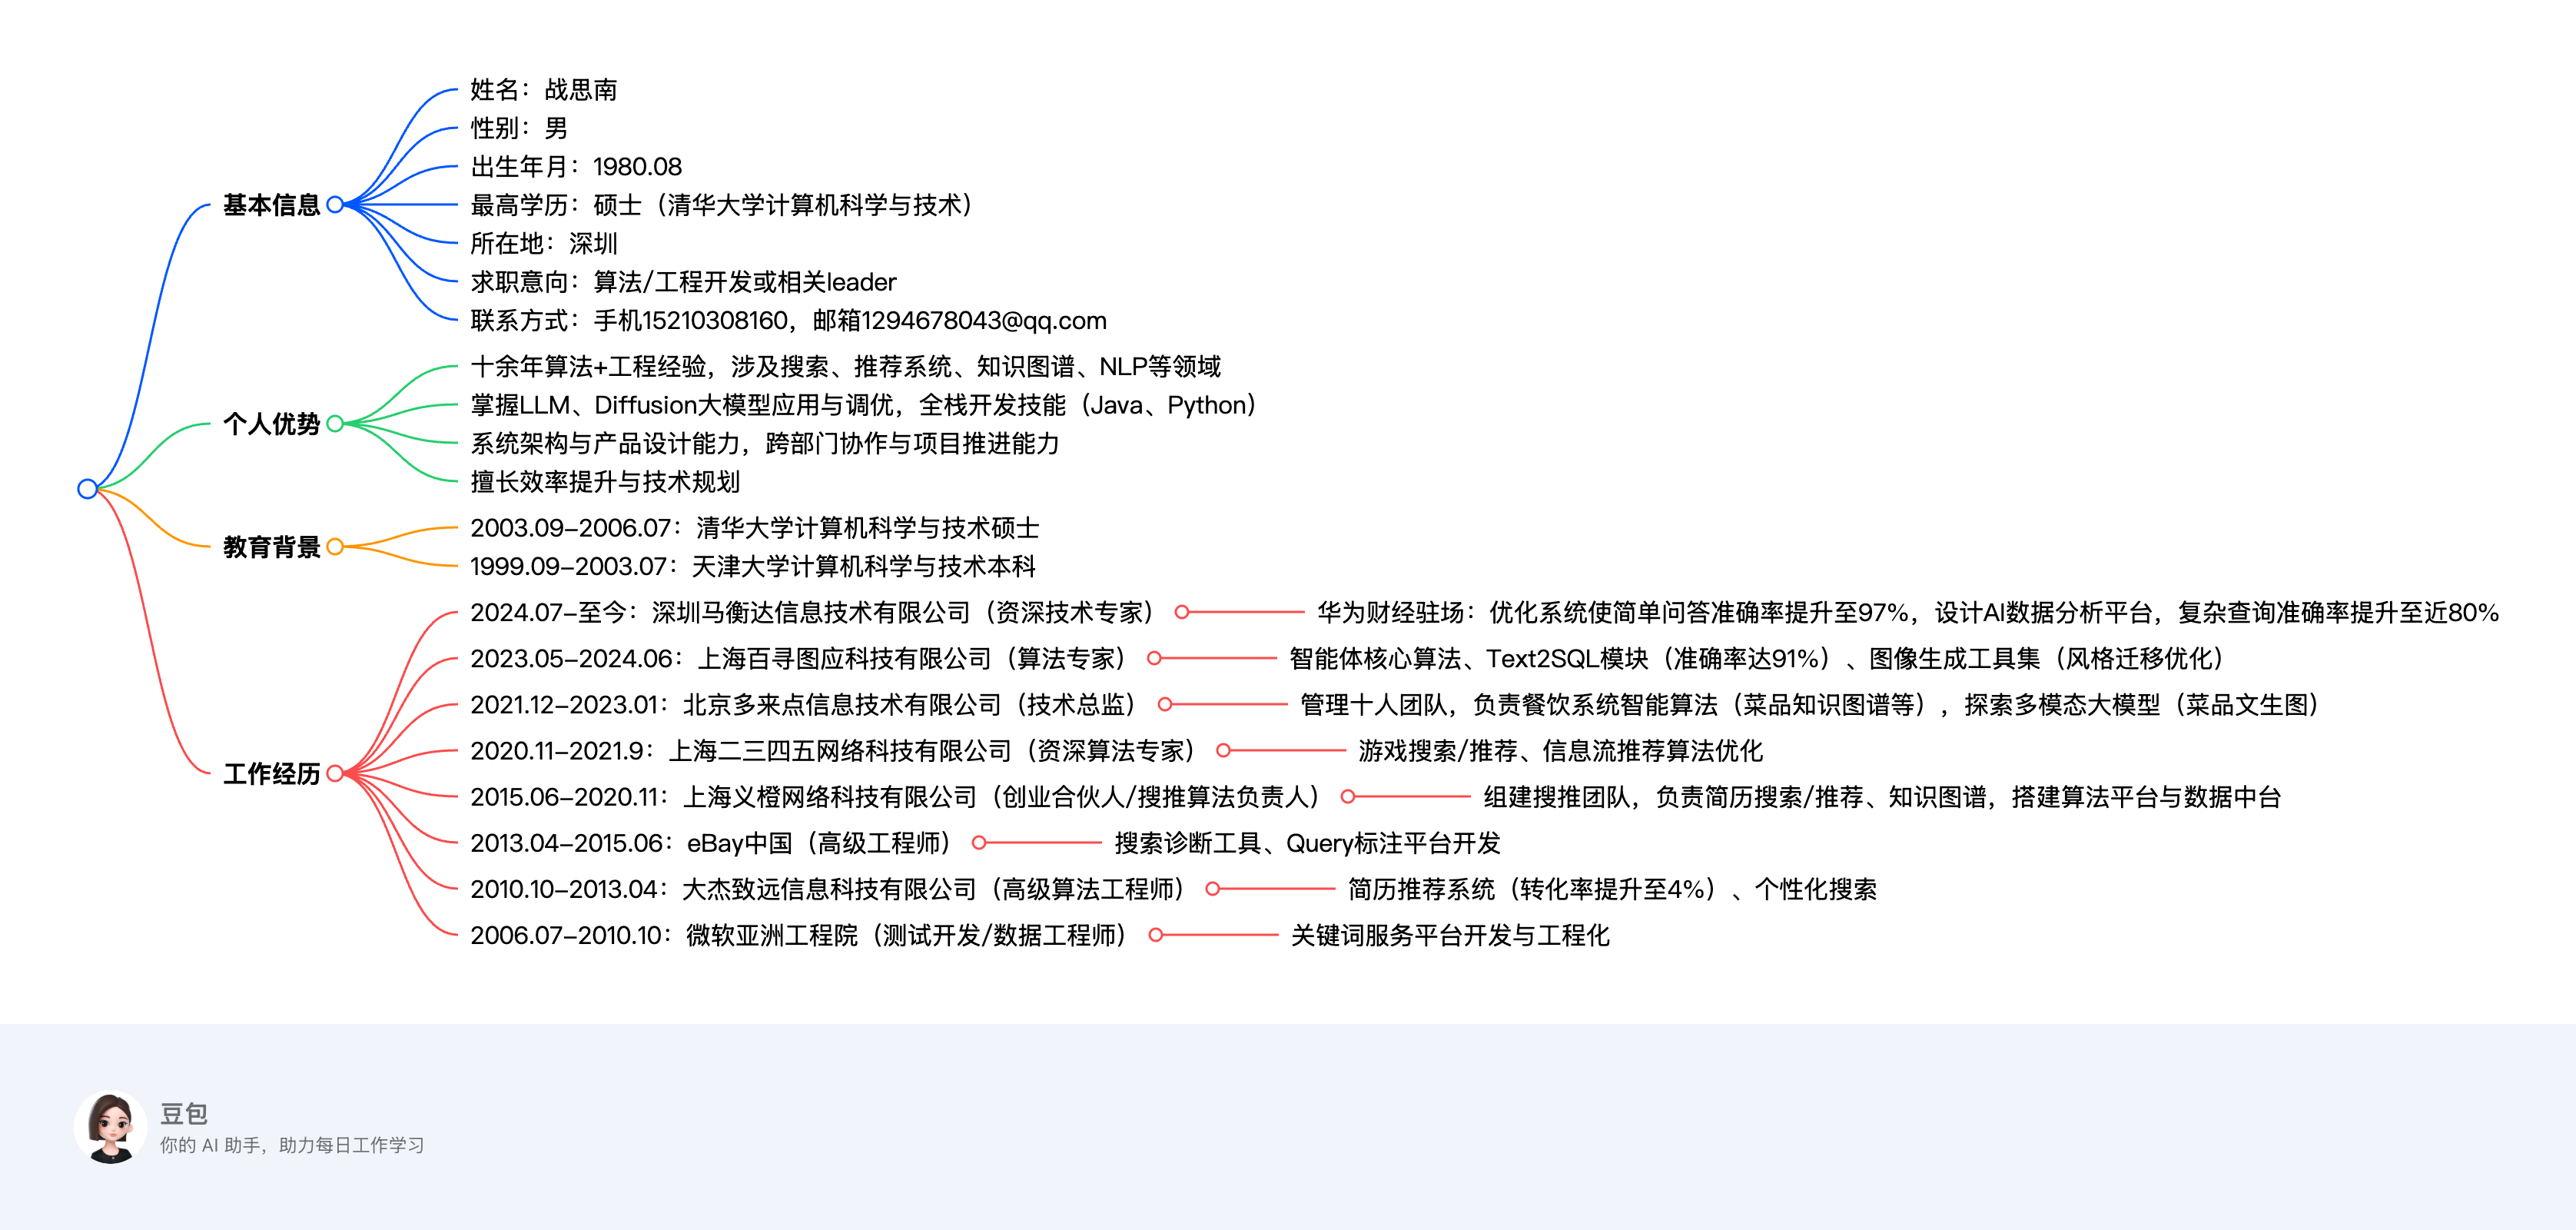 基本信息
姓名：战思南
性别：男
出生年月：1980.08
最高学历：硕士（清华大学计算机科学与技术）
所在地：深圳
求职意向：算法/工程开发或相关leader
联系方式：手机15210308160，邮箱1294678043@qq.com
个人优势
十余年算法+工程经验，涉及搜索、推荐系统、知识图谱、NLP等领域
掌握LLM、Diffusion大模型应用与调优，全栈开发技能（Java、Python）
系统架构与产品设计能力，跨部门协作与项目推进能力
擅长效率提升与技术规划
教育背景
2003.09–2006.07：清华大学计算机科学与技术硕士
1999.09–2003.07：天津大学计算机科学与技术本科
工作经历
2024.07–至今：深圳马衡达信息技术有限公司（资深技术专家） 华为财经驻场：优化系统使简单问答准确率提升至97%，设计AI数据分析平台，复杂查询准确率提升至近80%
2023.05–2024.06：上海百寻图应科技有限公司（算法专家） 智能体核心算法、Text2SQL模块（准确率达91%）、图像生成工具集（风格迁移优化）
2021.12–2023.01：北京多来点信息技术有限公司（技术总监） 管理十人团队，负责餐饮系统智能算法（菜品知识图谱等），探索多模态大模型（菜品文生图）
2020.11–2021.9：上海二三四五网络科技有限公司（资深算法专家） 游戏搜索/推荐、信息流推荐算法优化
2015.06–2020.11：上海义橙网络科技有限公司（创业合伙人/搜推算法负责人） 组建搜推团队，负责简历搜索/推荐、知识图谱，搭建算法平台与数据中台
2013.04–2015.06：eBay中国（高级工程师） 搜索诊断工具、Query标注平台开发
2010.10–2013.04：大杰致远信息科技有限公司（高级算法工程师） 简历推荐系统（转化率提升至4%）、个性化搜索
2006.07–2010.10：微软亚洲工程院（测试开发/数据工程师） 关键词服务平台开发与工程化
豆包
你的 AI 助手，助力每日工作学习